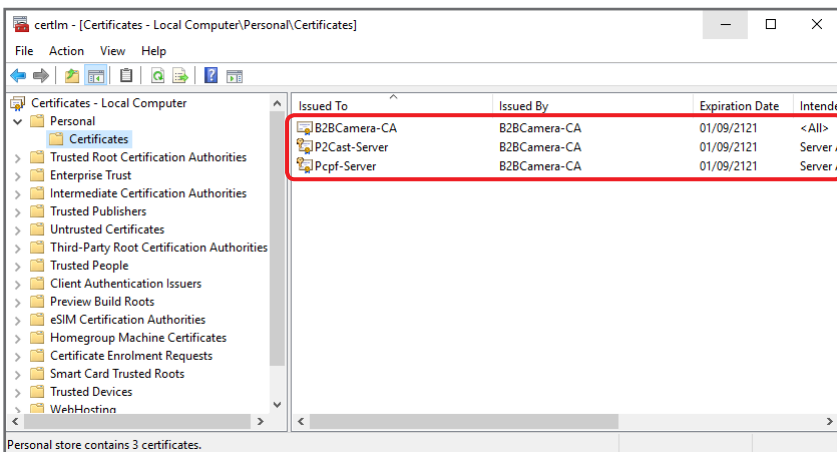 certlm - [Certificates - Local Computer\Personal\Certificates]
File Action View Help
Certificates - Local Computer
Personal
Certificates
Trusted Root Certification Authorities
Enterprise Trust
Intermediate Certification Authorities
Trusted Publishers
Untrusted Certificates
Third-Party Root Certification Authorities
Trusted People
Client Authentication Issuers
Preview Build Roots
eSIM Certification Authorities
Homegroup Machine Certificates
Certificate Enrolment Requests
Smart Card Trusted Roots
Trusted Devices
WebHosting
Issued To Issued By Expiration Date Intende
B2BCamera-CA B2BCamera-CA 01/09/2121 <All>
P2Cast-Server B2BCamera-CA 01/09/2121 Server A
Pcpf-Server B2BCamera-CA 01/09/2121 Server A
Personal store contains 3 certificates.